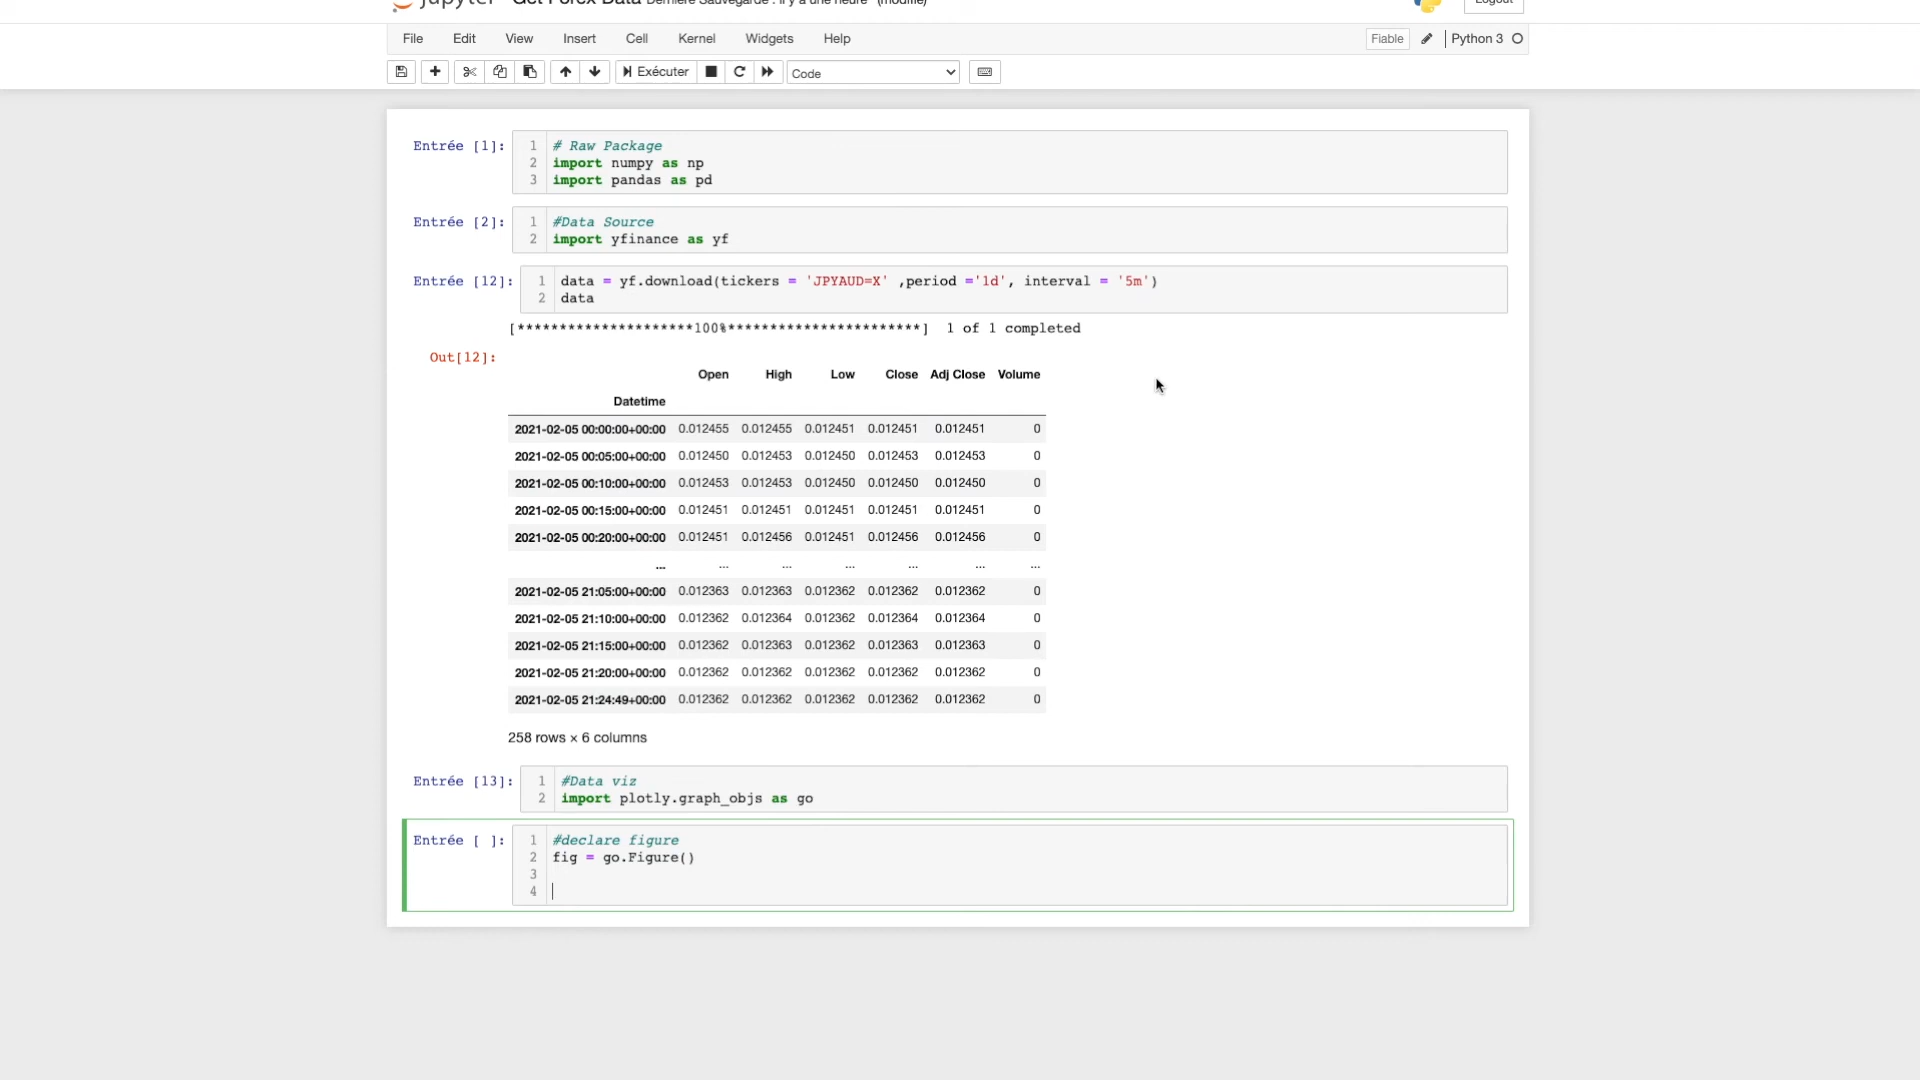 Jupyter Get Forex Data Dernière Sauvegarde : il y a une heure (modifié) Logout
File Edit View Insert Cell Kernel Widgets Help Fiable Python 3
Exécuter Code
Entrée [1]: 1 # Raw Package
2 import numpy as np
3 import pandas as pd
Entrée [2]: 1 #Data Source
2 import yfinance as yf
Entrée [12]: 1 data = yf.download(tickers = 'JPYAUD=X' ,period ='1d', interval = '5m')
2 data
[*********************100%***********************] 1 of 1 completed
Out[12]:
Open High Low Close Adj Close Volume
Datetime
2021-02-05 00:00:00+00:00 0.012455 0.012455 0.012451 0.012451 0.012451 0
2021-02-05 00:05:00+00:00 0.012450 0.012453 0.012450 0.012453 0.012453 0
2021-02-05 00:10:00+00:00 0.012453 0.012453 0.012450 0.012450 0.012450 0
2021-02-05 00:15:00+00:00 0.012451 0.012451 0.012451 0.012451 0.012451 0
2021-02-05 00:20:00+00:00 0.012451 0.012456 0.012451 0.012456 0.012456 0
... ... ... ... ... ... ...
2021-02-05 21:05:00+00:00 0.012363 0.012363 0.012362 0.012362 0.012362 0
2021-02-05 21:10:00+00:00 0.012362 0.012364 0.012362 0.012364 0.012364 0
2021-02-05 21:15:00+00:00 0.012362 0.012363 0.012362 0.012363 0.012363 0
2021-02-05 21:20:00+00:00 0.012362 0.012362 0.012362 0.012362 0.012362 0
2021-02-05 21:24:49+00:00 0.012362 0.012362 0.012362 0.012362 0.012362 0
258 rows × 6 columns
Entrée [13]: 1 #Data viz
2 import plotly.graph_objs as go
Entrée [ ]: 1 #declare figure
2 fig = go.Figure()
3
4